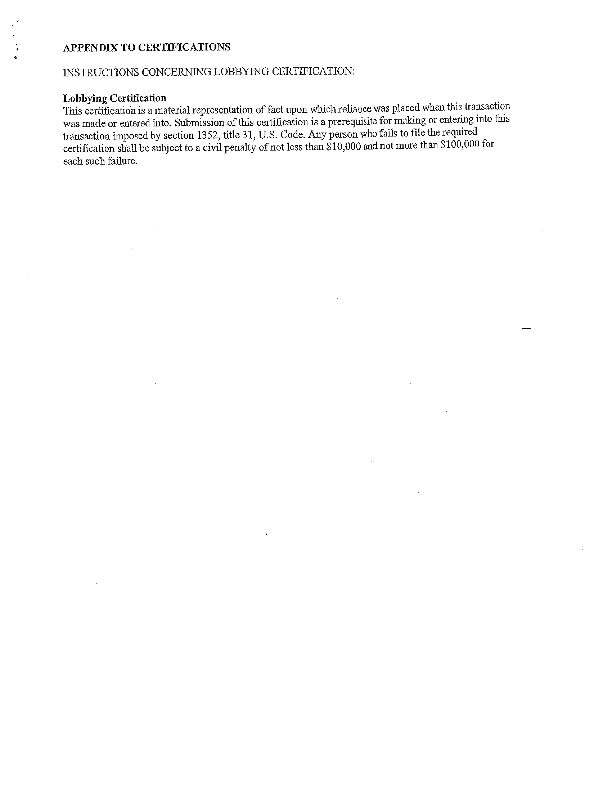 APPENDIX TO CERTIFICATIONS
INSTRUCTIONS CONCERNING LOBBYING CERTIFICATION:
Lobbying Certification
This certification is a material representation of fact upon which reliance was placed when this transaction
was made or entered into. Submission of this certification is a prerequisite for making or entering into this
transaction imposed by section 1352, title 31, U.S. Code. Any person who fails to file the required
certification shall be subject to a civil penalty of not less than $10,000 and not more than $100,000 for
each such failure.